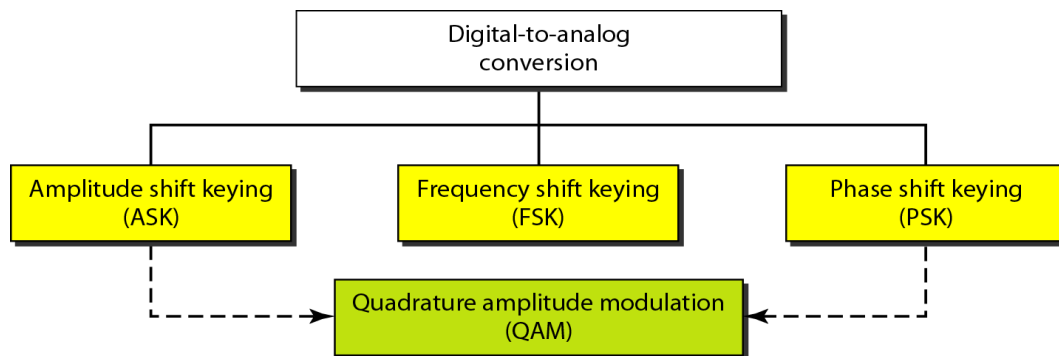 Digital-to-analog
conversion
Amplitude shift keying
(ASK)
Frequency shift keying
(FSK)
Phase shift keying
(PSK)
Quadrature amplitude modulation
(QAM)